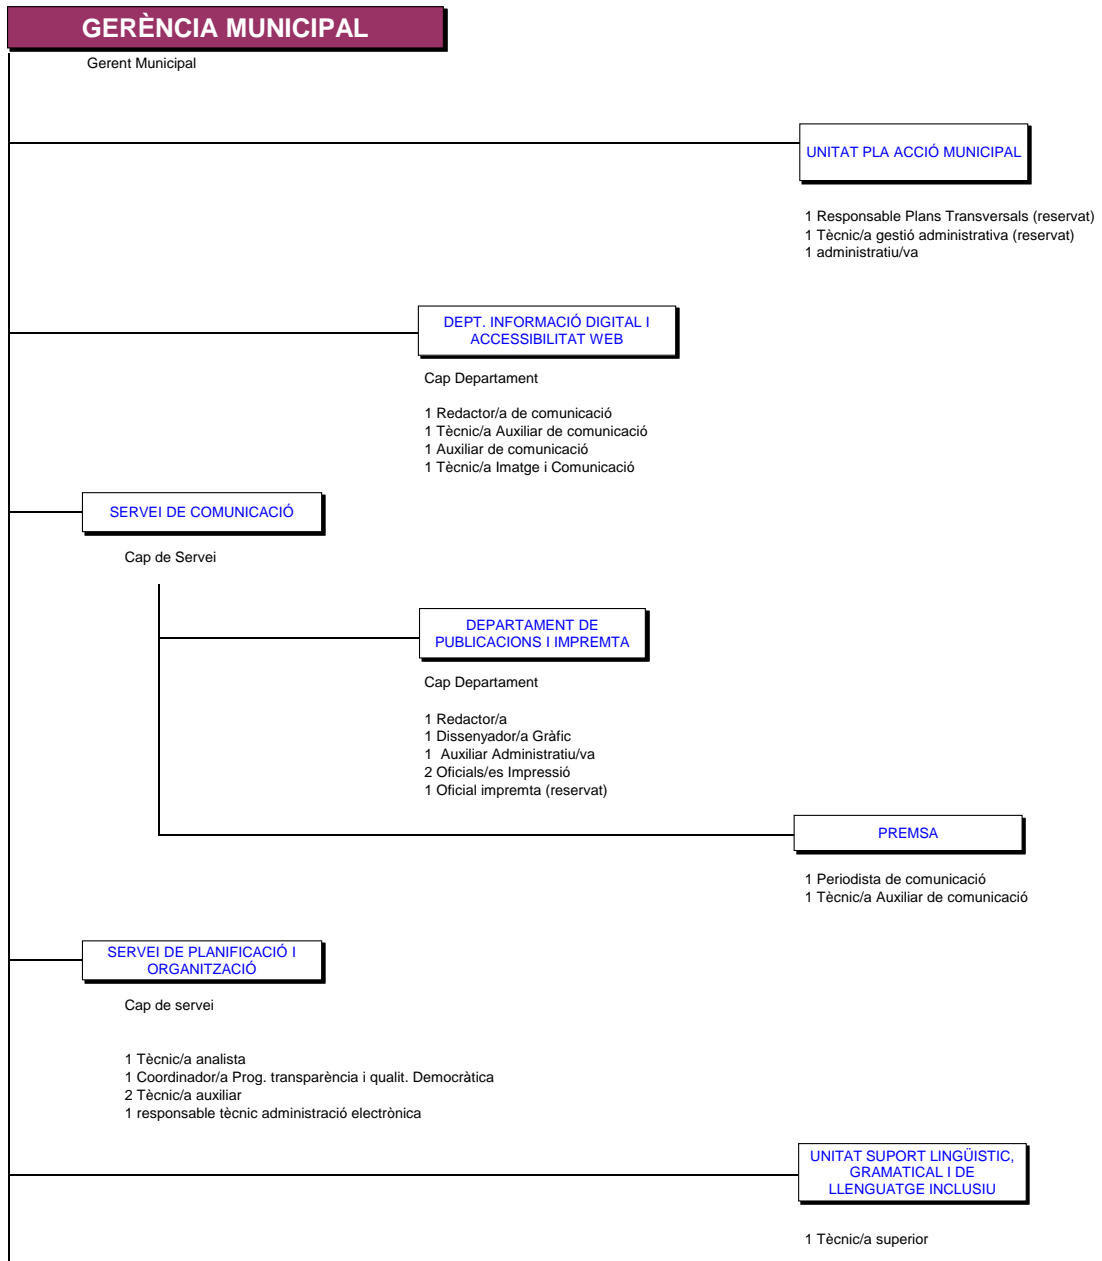 GERÈNCIA MUNICIPAL
Gerent Municipal
UNITAT PLA ACCIÓ MUNICIPAL
1 Responsable Plans Transversals (reservat)
1 Tècnic/a gestió administrativa (reservat)
1 administratiu/va
DEPT. INFORMACIÓ DIGITAL I
ACCESSIBILITAT WEB
Cap Departament
1 Redactor/a de comunicació
1 Tècnic/a Auxiliar de comunicació
1 Auxiliar de comunicació
1 Tècnic/a Imatge i Comunicació
SERVEI DE COMUNICACIÓ
Cap de Servei
DEPARTAMENT DE
PUBLICACIONS I IMPREMTA
Cap Departament
1 Redactor/a
1 Dissenyador/a Gràfic
1  Auxiliar Administratiu/va
2 Oficials/es Impressió
1 Oficial impremta (reservat)
PREMSA
1 Periodista de comunicació
1 Tècnic/a Auxiliar de comunicació
SERVEI DE PLANIFICACIÓ I
ORGANITZACIÓ
Cap de servei
1 Tècnic/a analista
1 Coordinador/a Prog. transparència i qualit. Democràtica
2 Tècnic/a auxiliar
1 responsable tècnic administració electrònica
UNITAT SUPORT LINGÜISTIC,
GRAMATICAL I DE
LLENGUATGE INCLUSIU
1 Tècnic/a superior